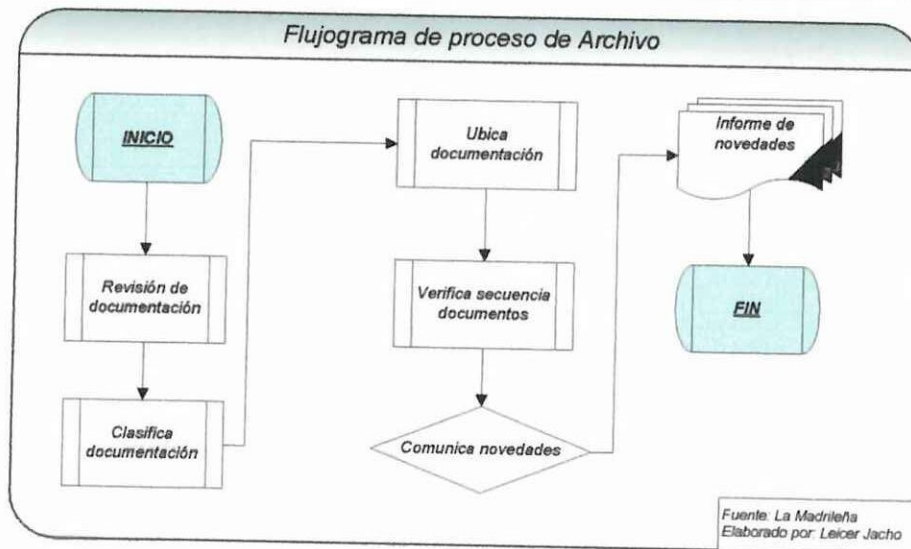 Flujograma de proceso de Archivo
INICIO
Revisión de
documentación
Clasifica
documentación
Ubica
documentación
Verifica secuencia
documentos
Comunica novedades
Informe de
novedades
FIN
Fuente: La Madrileña
Elaborado por: Leicer Jacho